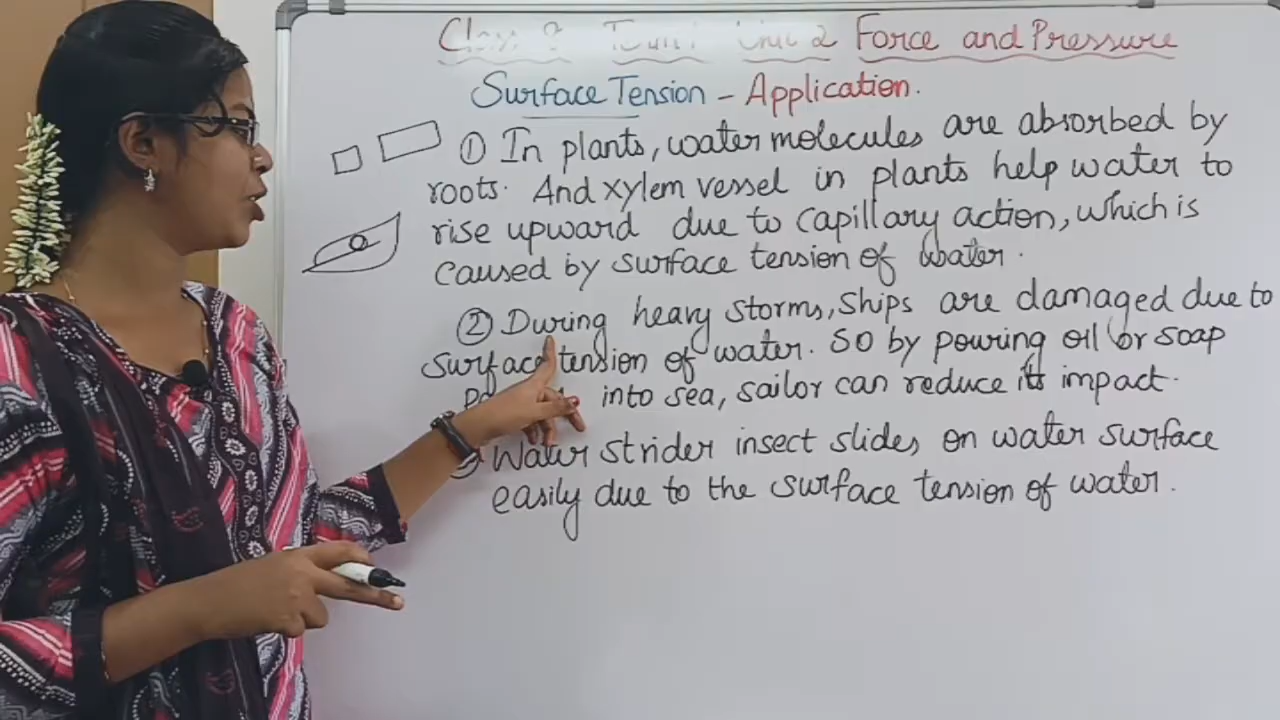 Class Unit 2 Force and Pressure
Surface Tension - Application.
① In plants, water molecules are absorbed by
roots. And xylem vessel in plants help water to
rise upward due to capillary action, which is
caused by surface tension of water.
② During heavy storms, ships are damaged due to
surface tension of water. So by pouring oil or soap
into sea, sailor can reduce its impact.
Water strider insect slides on water surface
easily due to the surface tension of water.